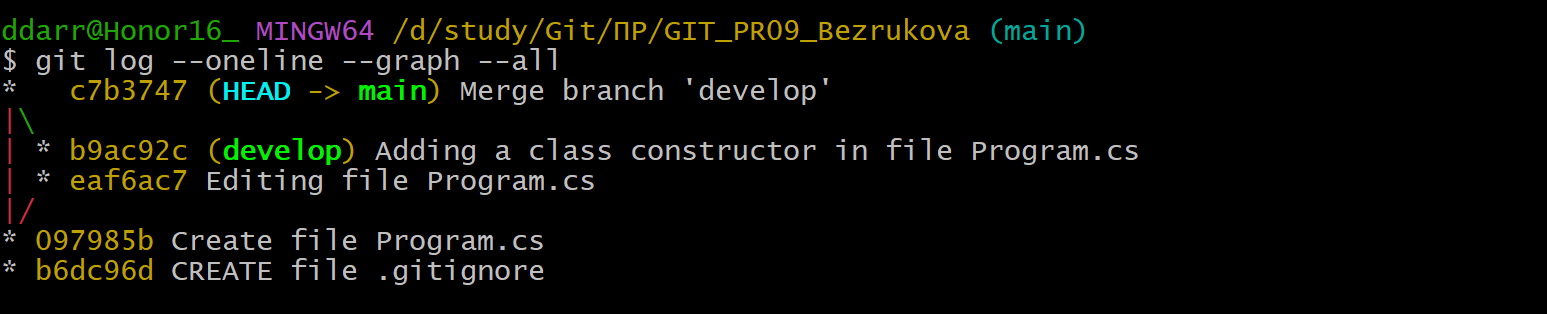 ddarr@Honor16_ MINGW64 /d/study/Git/ПР/GIT_PR09_Bezrukova (main)
$ git log --oneline --graph --all
*   c7b3747 (HEAD -> main) Merge branch 'develop'
|\
| * b9ac92c (develop) Adding a class constructor in file Program.cs
| * eaf6ac7 Editing file Program.cs
|/
* 097985b Create file Program.cs
* b6dc96d CREATE file .gitignore